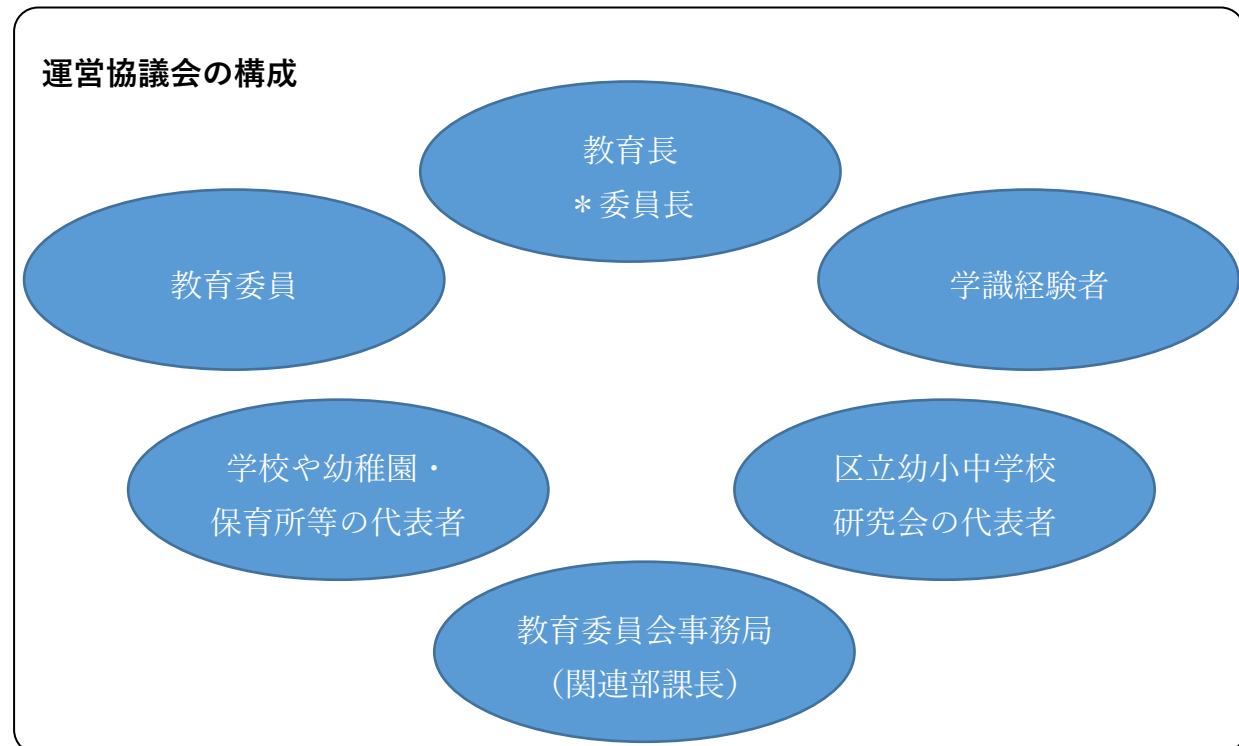 運営協議会の構成
教育長
＊委員長
教育委員
学識経験者
学校や幼稚園・
保育所等の代表者
区立幼小中学校
研究会の代表者
教育委員会事務局
（関連部課長）